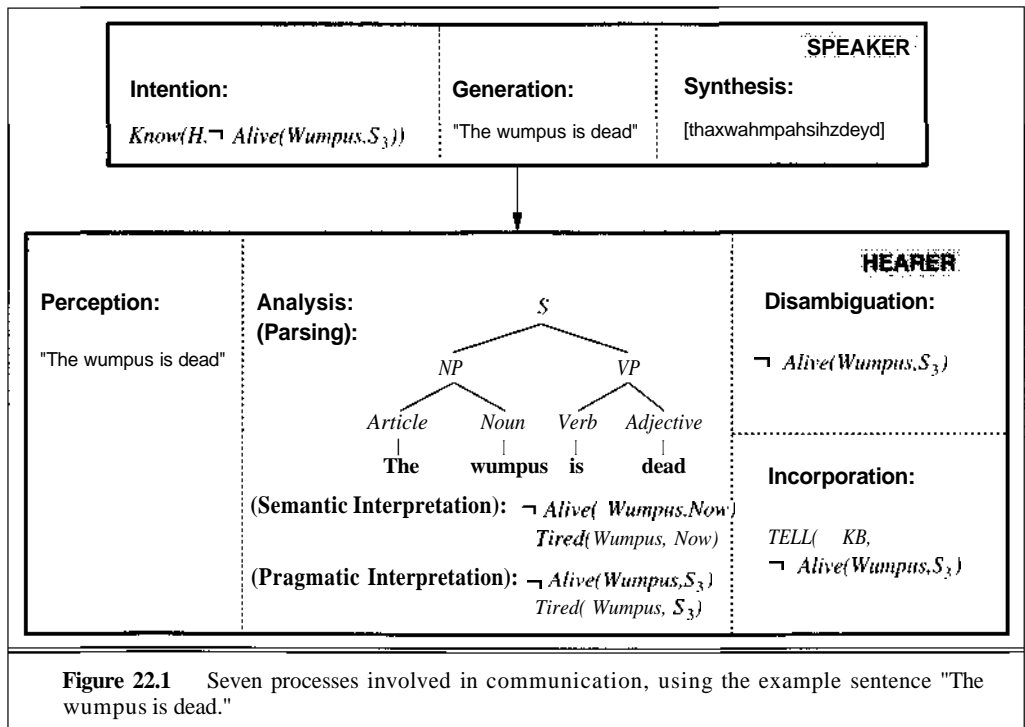 SPEAKER
Intention:
Know(H,¬ Alive(Wumpus,S₃))
Generation:
"The wumpus is dead"
Synthesis:
[thaxwahmpahsihzdeyd]
HEARER
Perception:
"The wumpus is dead"
Analysis:
(Parsing):
S
NP VP
Article Noun Verb Adjective
The wumpus is dead
(Semantic Interpretation): ¬ Alive( Wumpus.Now)
Tired(Wumpus, Now)
(Pragmatic Interpretation): ¬ Alive(Wumpus,S₃)
Tired( Wumpus, S₃)
Disambiguation:
¬ Alive(Wumpus,S₃)
Incorporation:
TELL( KB,
¬ Alive(Wumpus,S₃)
Figure 22.1 Seven processes involved in communication, using the example sentence "The
wumpus is dead."